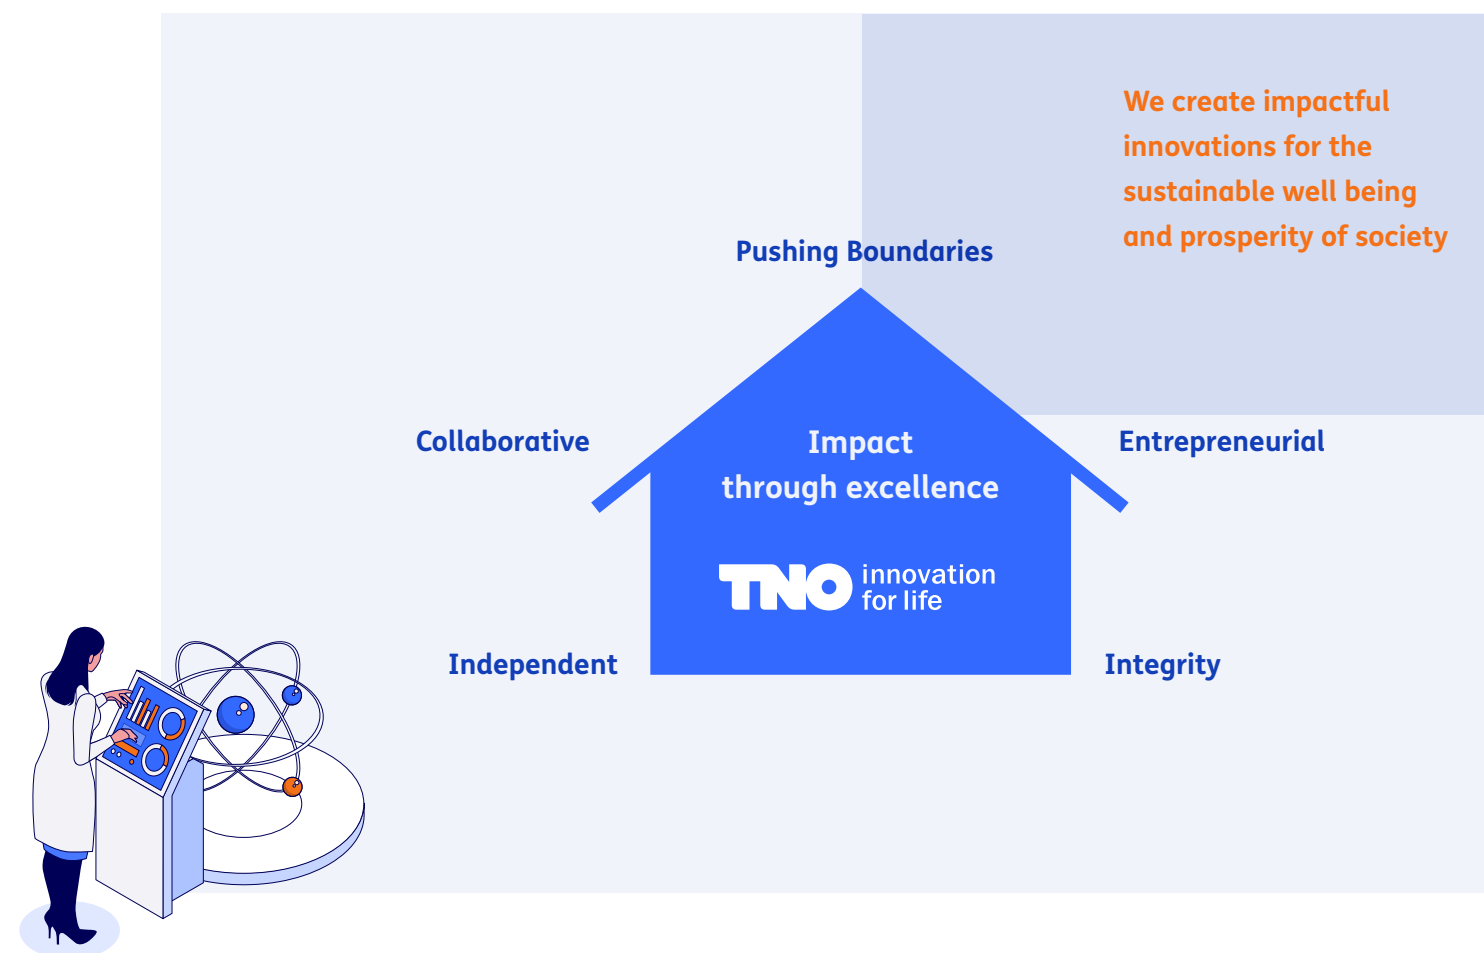 We create impactful
innovations for the
sustainable well being
and prosperity of society
Pushing Boundaries
Collaborative
Entrepreneurial
Impact
through excellence
TNO innovation
for life
Independent
Integrity